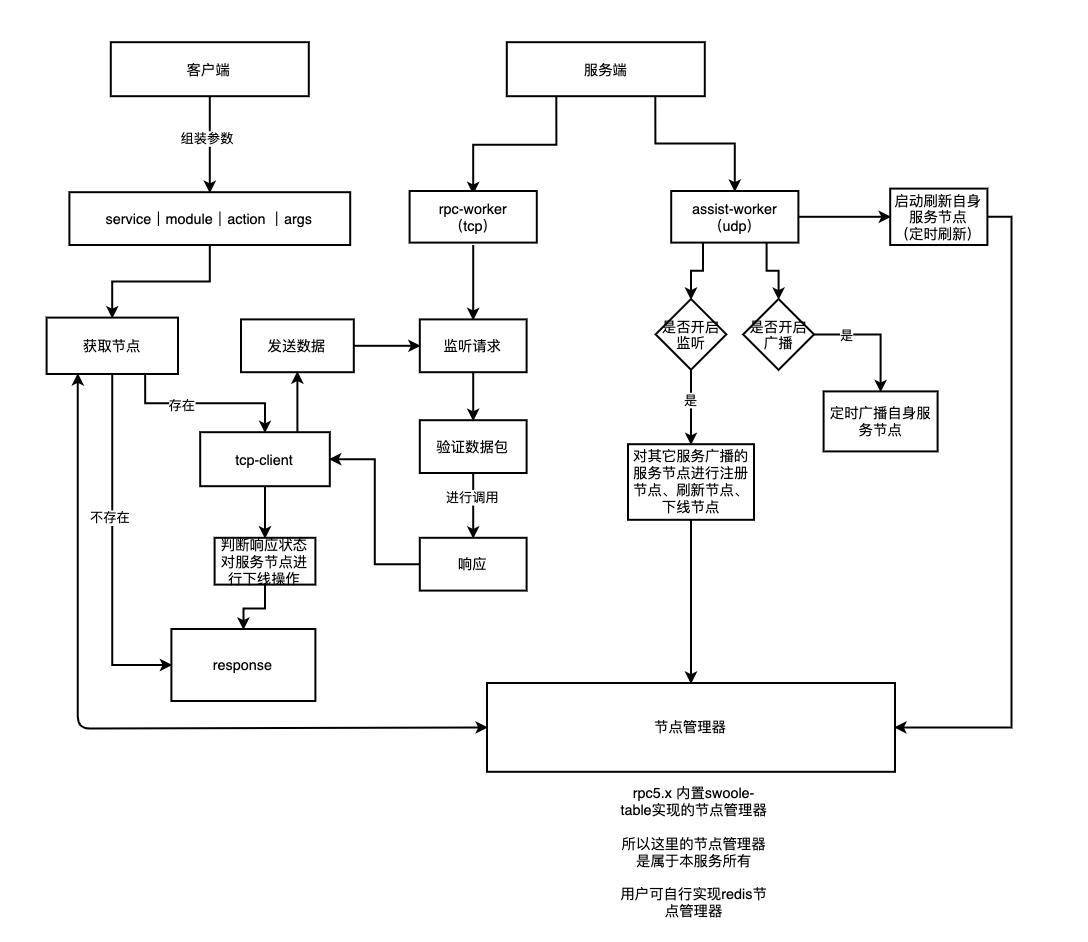 客户端
服务端
组装参数
service｜module｜action ｜args
rpc-worker
（tcp）
assist-worker
（udp）
启动刷新自身
服务节点
（定时刷新）
获取节点
发送数据
监听请求
是否开启
监听
是否开启
广播
是
存在
是
定时广播自身服
务节点
tcp-client
验证数据包
对其它服务广播的
服务节点进行注册
节点、刷新节点、
下线节点
不存在
进行调用
判断响应状态
对服务节点进
行下线操作
响应
response
节点管理器
rpc5.x 内置swoole-
table实现的节点管理器
所以这里的节点管理器
是属于本服务所有
用户可自行实现redis节
点管理器